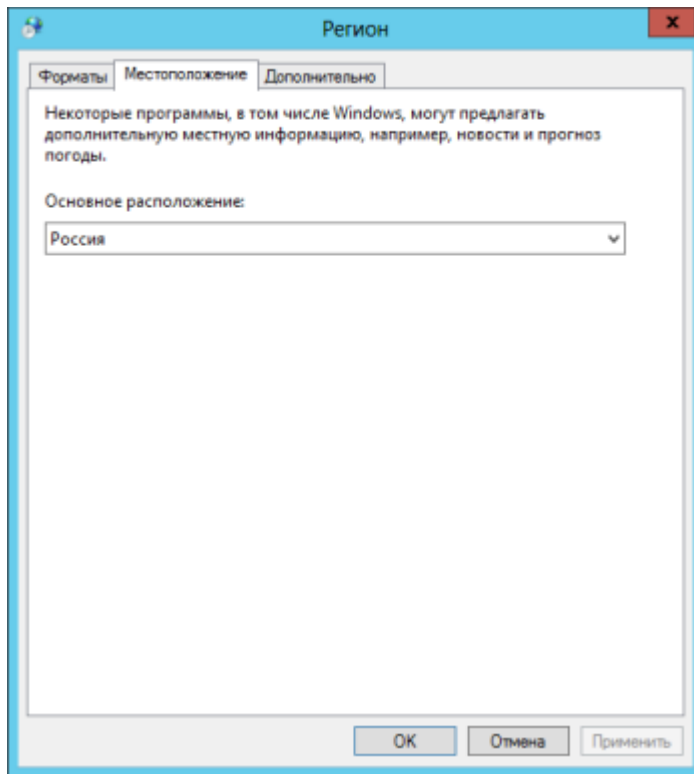 Регион
Форматы Местоположение Дополнительно
Некоторые программы, в том числе Windows, могут предлагать
дополнительную местную информацию, например, новости и прогноз
погоды.
Основное расположение:
Россия
OK Отмена Применить